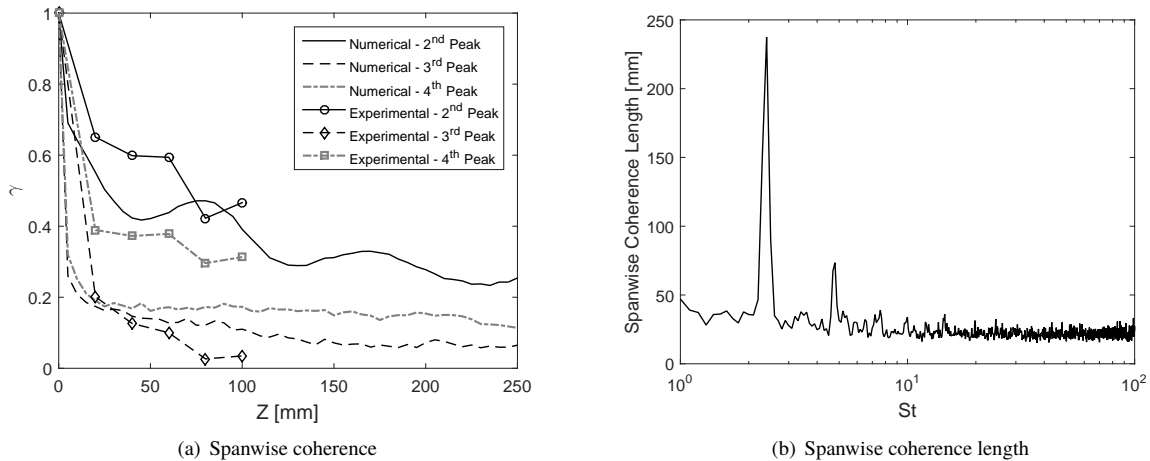 1
0.8
0.6
0.4
0.2
0
γ
0 50 100 150 200 250
Z [mm]
Numerical - 2nd Peak
Numerical - 3rd Peak
Numerical - 4th Peak
Experimental - 2nd Peak
Experimental - 3rd Peak
Experimental - 4th Peak
(a) Spanwise coherence
250
200
150
100
50
0
Spanwise Coherence Length [mm]
10^0 10^1 10^2
St
(b) Spanwise coherence length